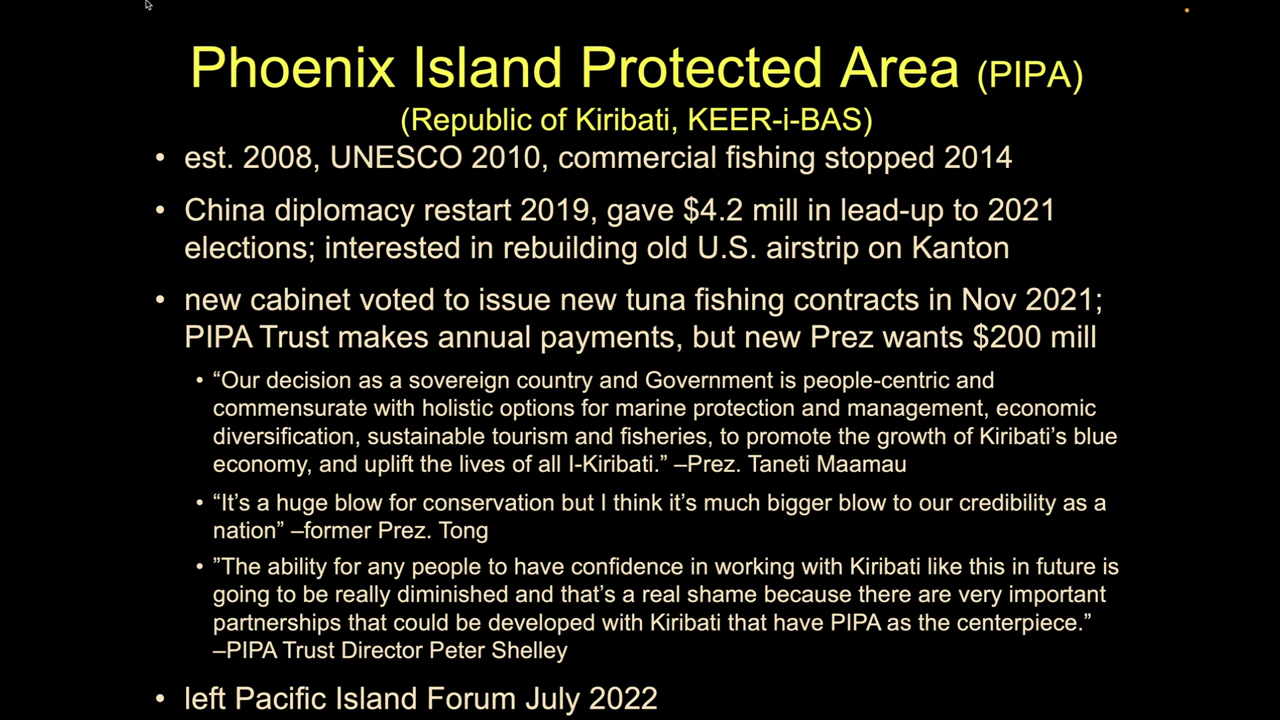 Phoenix Island Protected Area (PIPA)
(Republic of Kiribati, KEER-i-BAS)
• est. 2008, UNESCO 2010, commercial fishing stopped 2014
• China diplomacy restart 2019, gave $4.2 mill in lead-up to 2021
elections; interested in rebuilding old U.S. airstrip on Kanton
• new cabinet voted to issue new tuna fishing contracts in Nov 2021;
PIPA Trust makes annual payments, but new Prez wants $200 mill
• “Our decision as a sovereign country and Government is people-centric and
commensurate with holistic options for marine protection and management, economic
diversification, sustainable tourism and fisheries, to promote the growth of Kiribati’s blue
economy, and uplift the lives of all I-Kiribati.” –Prez. Taneti Maamau
• “It’s a huge blow for conservation but I think it’s much bigger blow to our credibility as a
nation” –former Prez. Tong
• ”The ability for any people to have confidence in working with Kiribati like this in future is
going to be really diminished and that’s a real shame because there are very important
partnerships that could be developed with Kiribati that have PIPA as the centerpiece.”
–PIPA Trust Director Peter Shelley
• left Pacific Island Forum July 2022